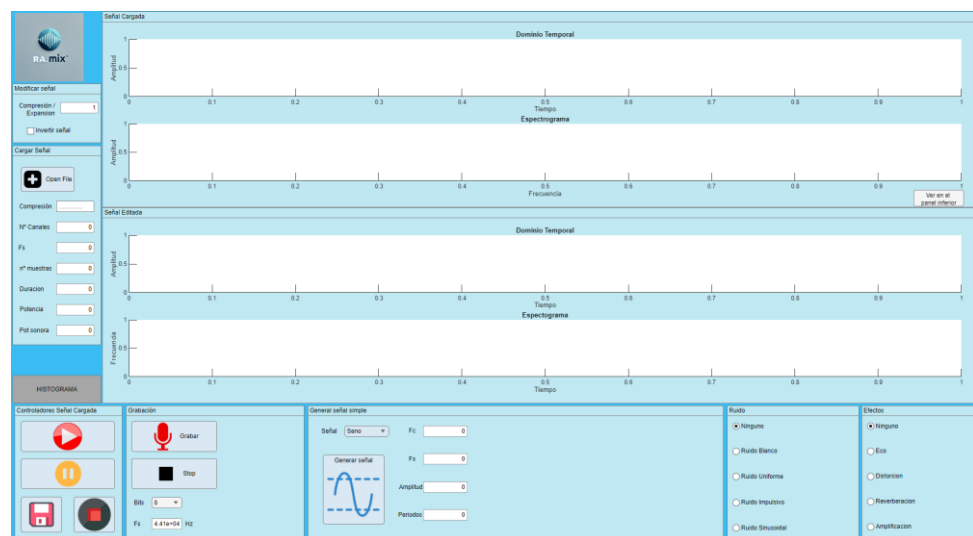 RA.mix
Modificar señal
Compresión /
Expansion
1
Invertir señal
Cargar Señal
Open File
Compresión
Nº Canales 0
Fs 0
nº muestras 0
Duracion 0
Potencia 0
Pot sonora 0
HISTOGRAMA
Señal Cargada
Dominio Temporal
Amplitud
1
0.5
0
0 0.1 0.2 0.3 0.4 0.5 0.6 0.7 0.8 0.9 1
Tiempo
Espectrograma
Amplitud
1
0.5
0
0 0.1 0.2 0.3 0.4 0.5 0.6 0.7 0.8 0.9 1
Frecuencia
Ver en el
panel inferior
Señal Editada
Dominio Temporal
Amplitud
1
0.5
0
0 0.1 0.2 0.3 0.4 0.5 0.6 0.7 0.8 0.9 1
Tiempo
Espectograma
Frecuencia
1
0.5
0
0 0.1 0.2 0.3 0.4 0.5 0.6 0.7 0.8 0.9 1
Tiempo
Controladores Señal Cargada
Grabación
Grabar
Stop
Bits 8
Fs 4.41e+04 Hz
General señal simple
Señal Seno
Generar señal
Fc 0
Fs 0
Amplitud 0
Periodos 0
Ruido
Ninguno
Ruido Blanco
Ruido Uniforme
Ruido Impulsivo
Ruido Sinusoidal
Efectos
Ninguno
Eco
Distorsion
Reverberacion
Amplificacion